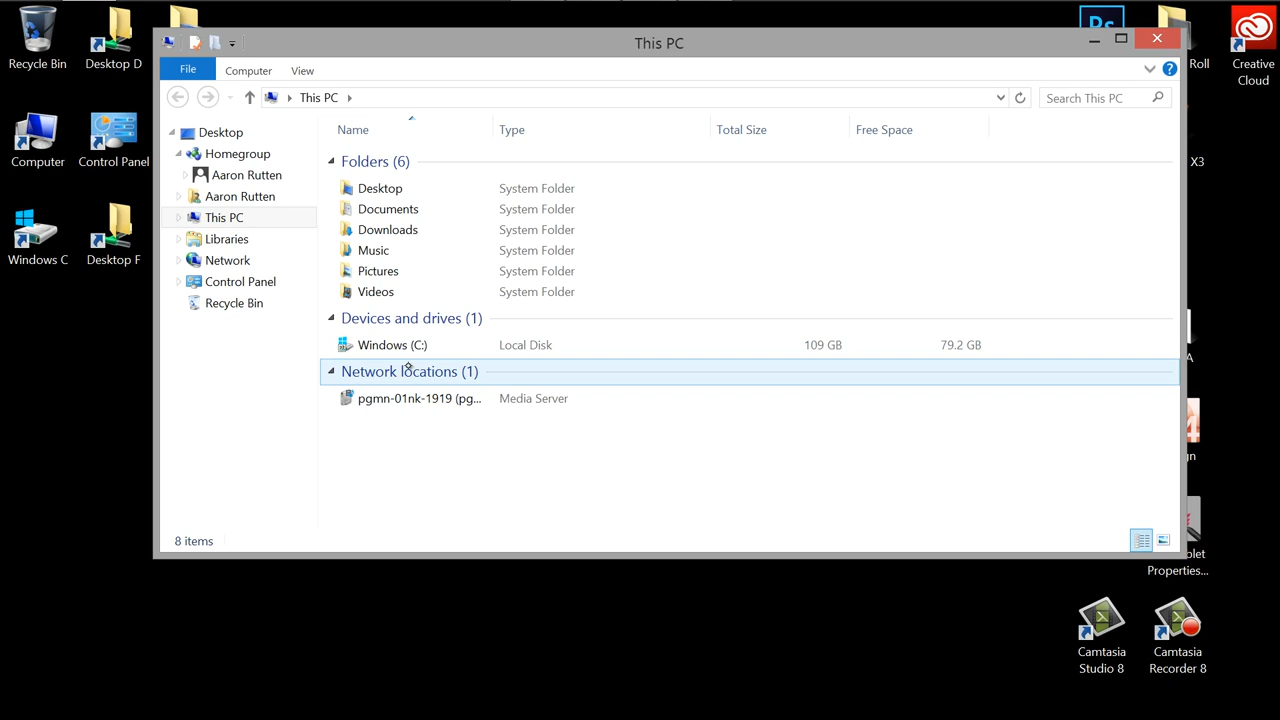 Recycle Bin
Desktop D
Computer
Control Panel
Windows C
Desktop F
This PC
File
Computer
View
This PC
Search This PC
Desktop
Homegroup
Aaron Rutten
Aaron Rutten
This PC
Libraries
Network
Control Panel
Recycle Bin
Name Type Total Size Free Space
Folders (6)
Desktop System Folder
Documents System Folder
Downloads System Folder
Music System Folder
Pictures System Folder
Videos System Folder
Devices and drives (1)
Windows (C:) Local Disk 109 GB 79.2 GB
Network locations (1)
pgmn-01nk-1919 (pg... Media Server
8 items
Ps
Roll
Creative
Cloud
X3
Properties...
Camtasia
Studio 8
Camtasia
Recorder 8